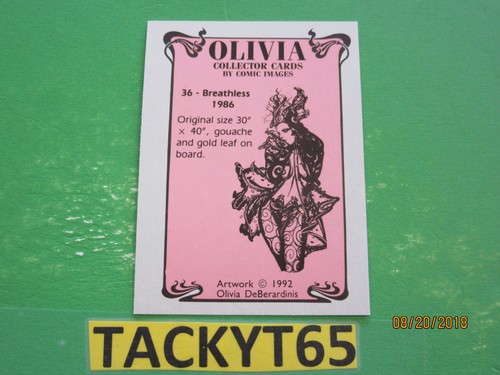 OLIVIA
COLLECTOR CARDS
BY COMIC IMAGES
36 - Breathless
1986
Original size 30"
× 40", gouache
and gold leaf on
board.
Artwork © 1992
Olivia DeBerardinis
TACKYT65
08/20/2018